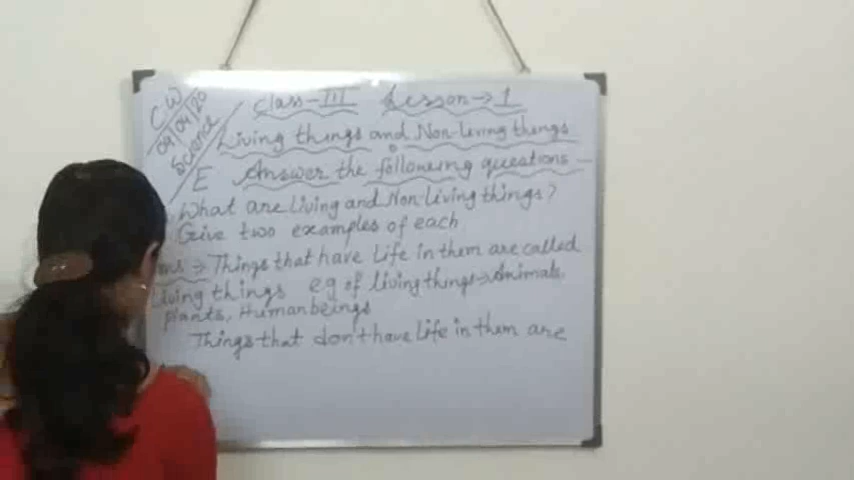 CW
09/04/20
Science
Class-III Lesson→1
Living things and Non-Living things
E Answer the following questions —
What are Living and Non-Living things?
Give two examples of each
Ans → Things that have Life in them are called
Living things eg of living things→Animals,
plants, Human beings
Things that don't have life in them are